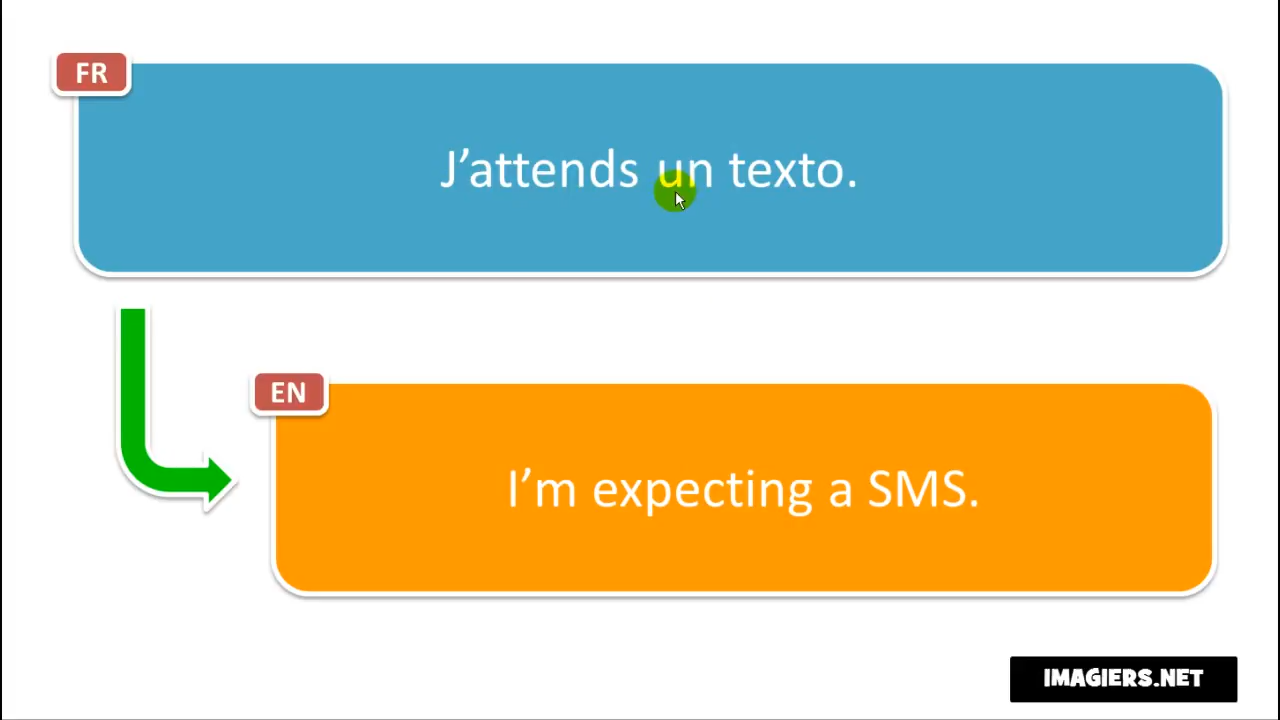 FR
J’attends un texto.
EN
I’m expecting a SMS.
IMAGIERS.NET